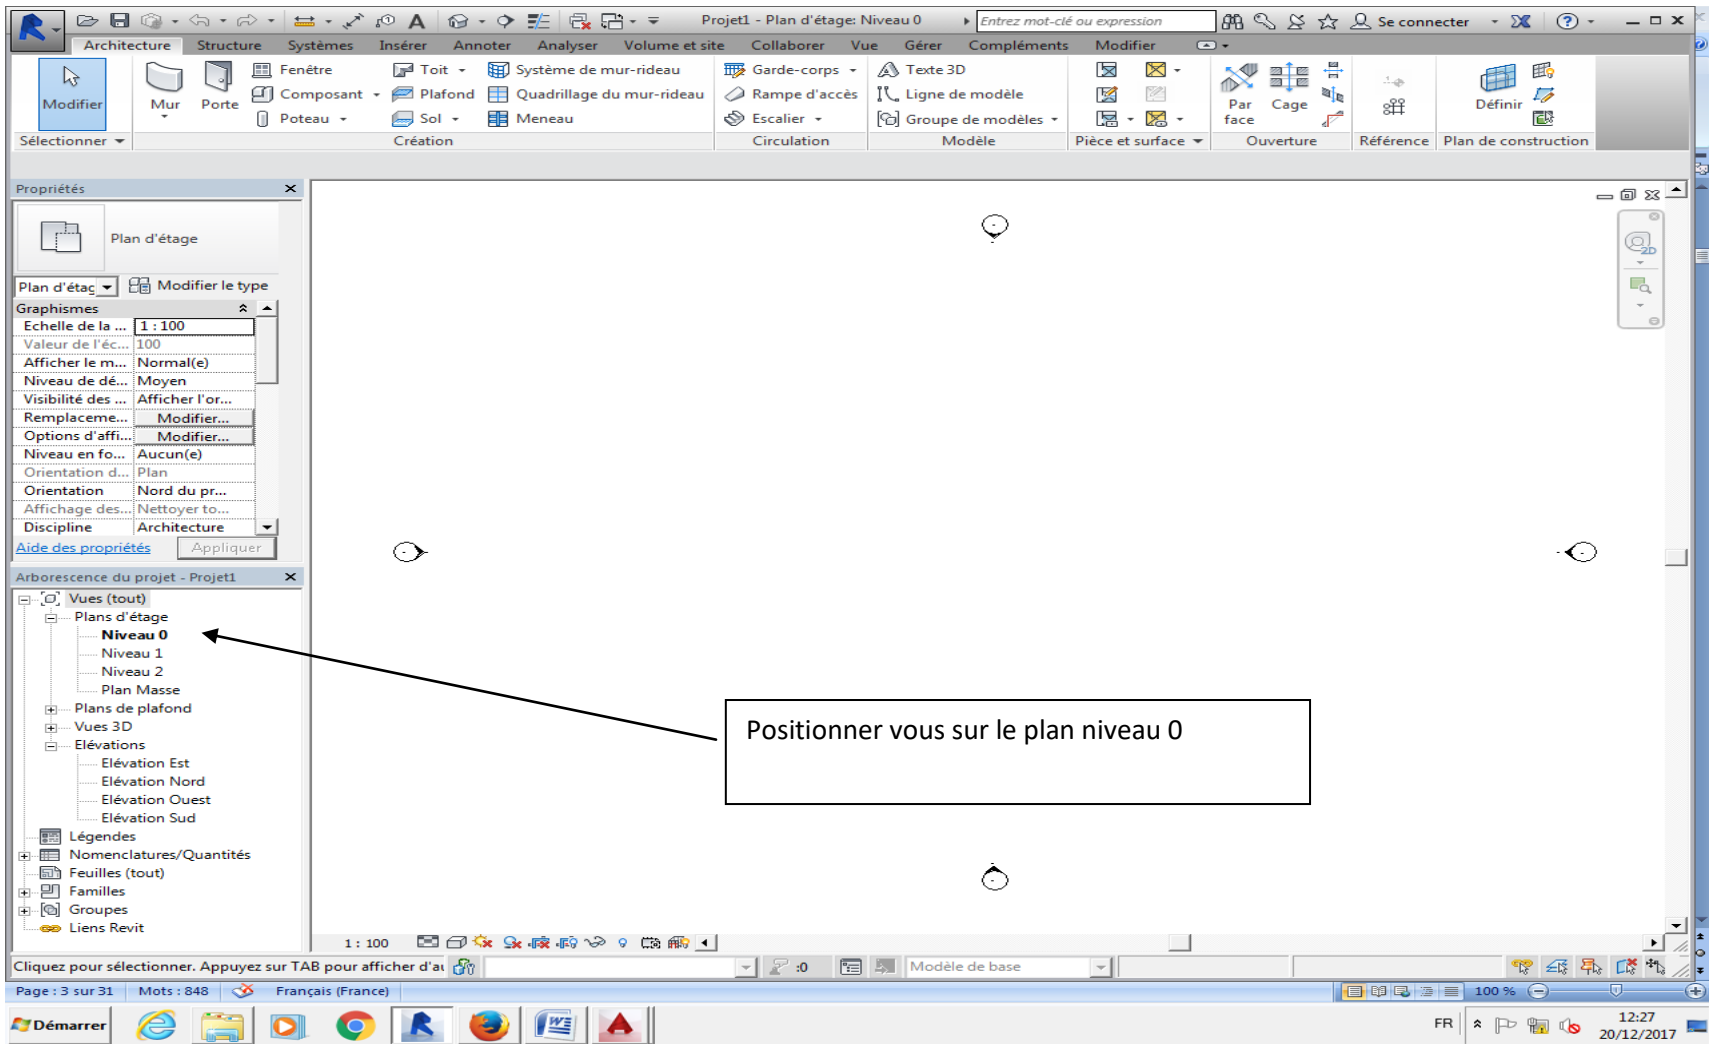 Projet1 - Plan d'étage: Niveau 0
Entrez mot-clé ou expression
Se connecter
Architecture Structure Systèmes Insérer Annoter Analyser Volume et site Collaborer Vue Gérer Compléments Modifier
Modifier
Mur
Porte
Fenêtre
Composant
Poteau
Toit
Plafond
Sol
Système de mur-rideau
Quadrillage du mur-rideau
Meneau
Garde-corps
Rampe d'accès
Escalier
Texte 3D
Ligne de modèle
Groupe de modèles
Par face
Cage
Définir
Sélectionner Création Circulation Modèle Pièce et surface Ouverture Référence Plan de construction
Propriétés
Plan d'étage
Plan d'étag Modifier le type
Graphismes
Echelle de la ... 1 : 100
Valeur de l'éc... 100
Afficher le m... Normal(e)
Niveau de dé... Moyen
Visibilité des ... Afficher l'or...
Remplaceme... Modifier...
Options d'affi... Modifier...
Niveau en fo... Aucun(e)
Orientation d... Plan
Orientation Nord du pr...
Affichage des... Nettoyer to...
Discipline Architecture
Aide des propriétés Appliquer
Arborescence du projet - Projet1
Vues (tout)
Plans d'étage
Niveau 0
Niveau 1
Niveau 2
Plan Masse
Plans de plafond
Vues 3D
Elévations
Elévation Est
Elévation Nord
Elévation Ouest
Elévation Sud
Légendes
Nomenclatures/Quantités
Feuilles (tout)
Familles
Groupes
Liens Revit
2D
Positionner vous sur le plan niveau 0
1 : 100
Cliquez pour sélectionner. Appuyez sur TAB pour afficher d'au
:0
Modèle de base
Page : 3 sur 31 Mots : 848 Français (France)
100 %
Démarrer
FR
12:27
20/12/2017